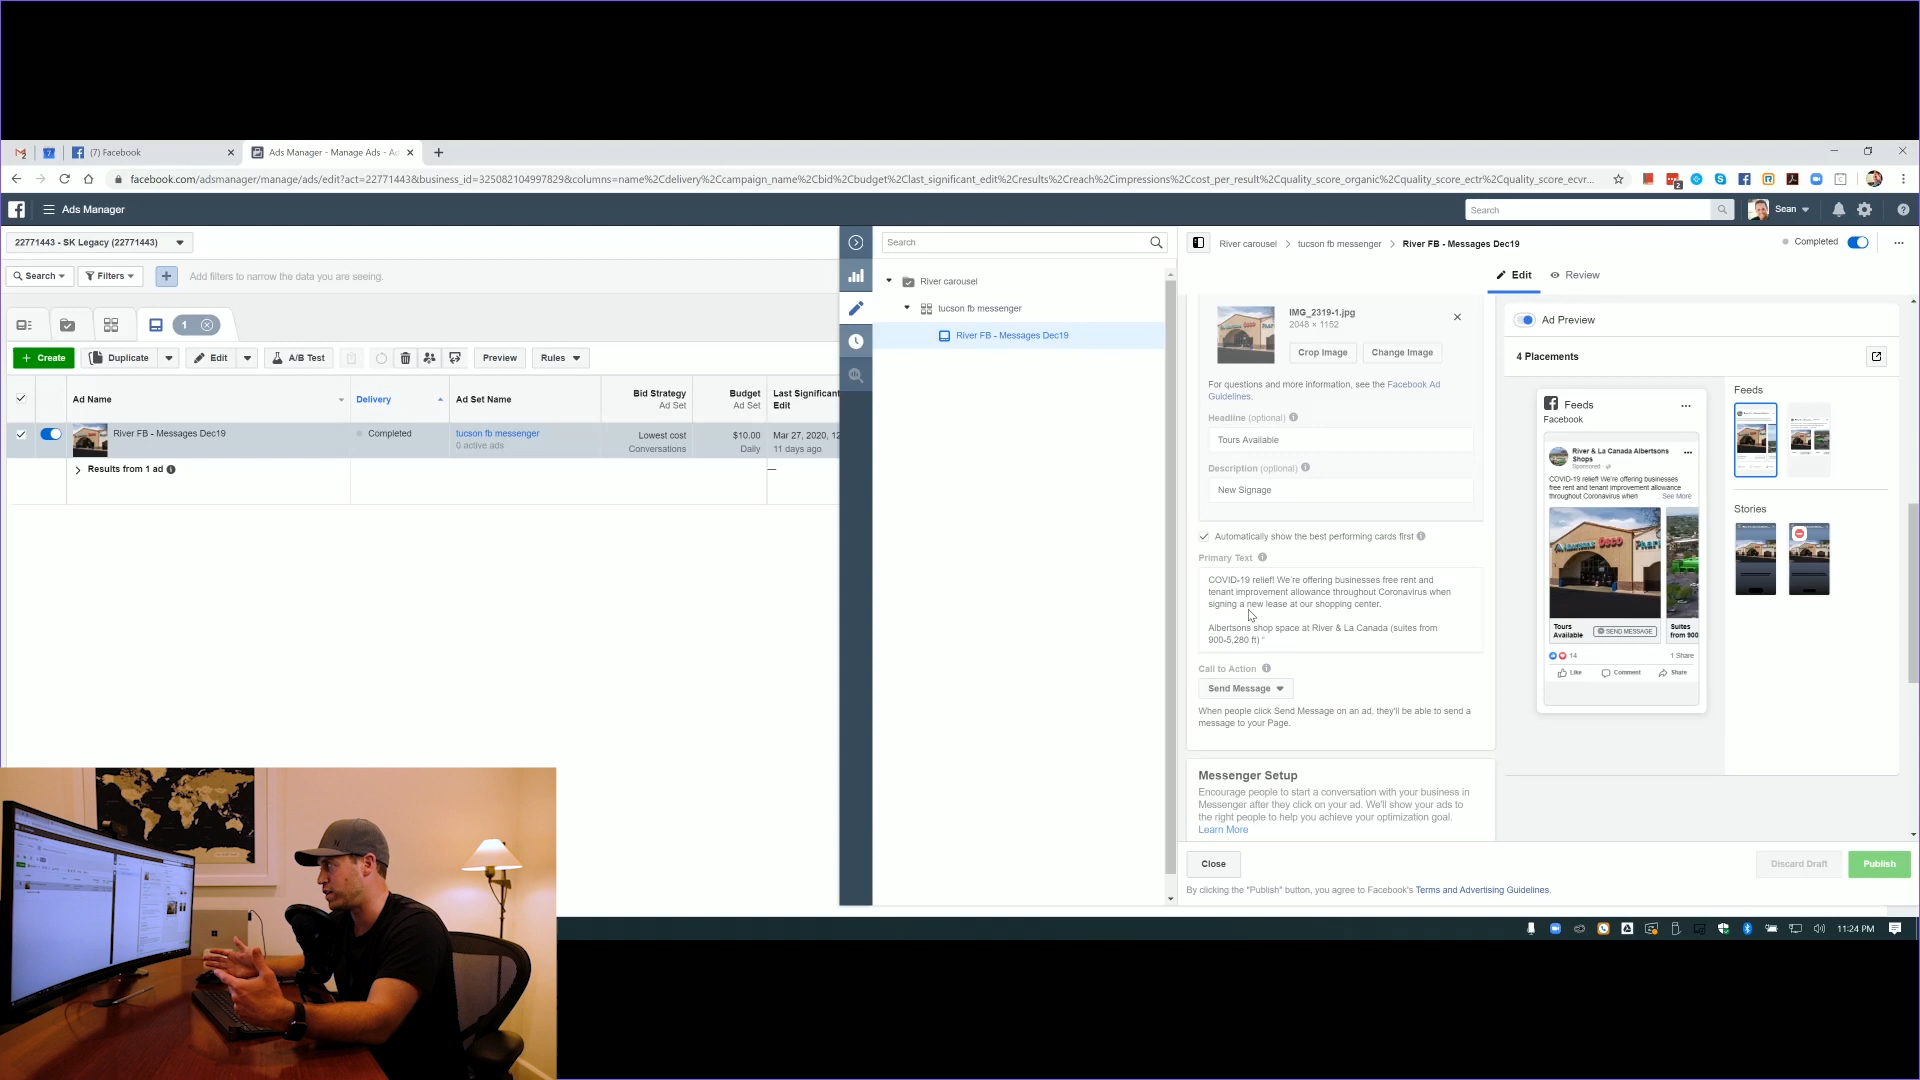 (7) Facebook
Ads Manager - Manage Ads - Ad
facebook.com/adsmanager/manage/ads/edit?act=22771443&business_id=325082104997829&columns=name%2Cdelivery%2Ccampaign_name%2Cbid%2Cbudget%2Clast_significant_edit%2Cresults%2Creach%2Cimpressions%2Ccost_per_result%2Cquality_score_organic%2Cquality_score_ectr%2Cquality_score_ecvr...
Ads Manager
Search
Sean
22771443 - SK Legacy (22771443)
Search
Filters
Add filters to narrow the data you are seeing.
1
Create
Duplicate
Edit
A/B Test
Preview
Rules
Ad Name
Delivery
Ad Set Name
Bid Strategy
Ad Set
Budget
Ad Set
Last Significant
Edit
River FB - Messages Dec19
Completed
tucson fb messenger
0 active ads
Lowest cost
Conversations
$10.00
Daily
Mar 27, 2020, 12
11 days ago
Results from 1 ad
—
Search
River carousel
tucson fb messenger
River FB - Messages Dec19
River carousel > tucson fb messenger > River FB - Messages Dec19
Completed
Edit
Review
IMG_2319-1.jpg
2048 × 1152
Crop Image
Change Image
For questions and more information, see the Facebook Ad
Guidelines.
Headline (optional)
Tours Available
Description (optional)
New Signage
Automatically show the best performing cards first
Primary Text
COVID-19 relief! We're offering businesses free rent and
tenant improvement allowance throughout Coronavirus when
signing a new lease at our shopping center.
Albertsons shop space at River & La Canada (suites from
900-5,280 ft) "
Call to Action
Send Message
When people click Send Message on an ad, they'll be able to send a
message to your Page.
Messenger Setup
Encourage people to start a conversation with your business in
Messenger after they click on your ad. We'll show your ads to
the right people to help you achieve your optimization goal.
Learn More
Ad Preview
4 Placements
Feeds
Facebook
River & La Canada Albertsons
Shops
Sponsored
COVID-19 relief! We're offering businesses
free rent and tenant improvement allowance
throughout Coronavirus when
See More
Albertsons Osco Phar
Tours
Available
SEND MESSAGE
Suites
from 900
14
1 Share
Like
Comment
Share
Feeds
Stories
Close
Discard Draft
Publish
By clicking the "Publish" button, you agree to Facebook's Terms and Advertising Guidelines.
11:24 PM